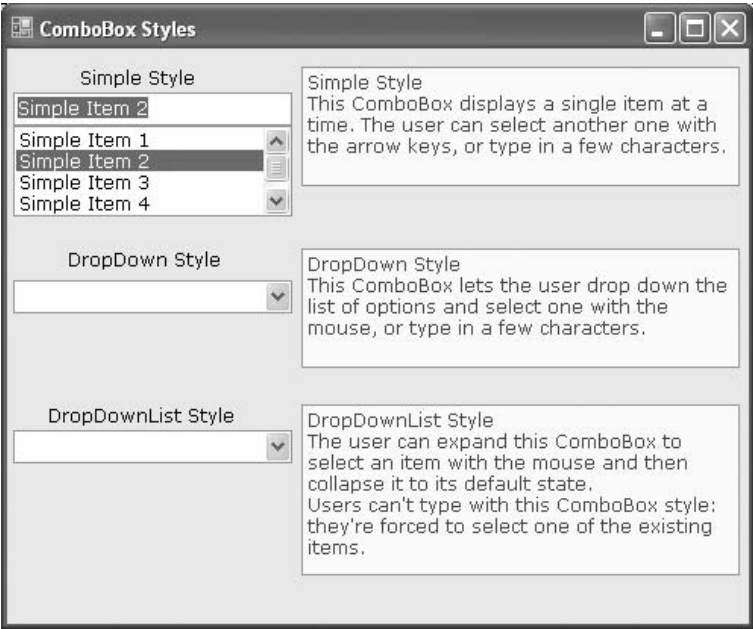 ComboBox Styles
Simple Style
Simple Item 2
Simple Item 1
Simple Item 2
Simple Item 3
Simple Item 4
Simple Style
This ComboBox displays a single item at a
time. The user can select another one with
the arrow keys, or type in a few characters.
DropDown Style
DropDown Style
This ComboBox lets the user drop down the
list of options and select one with the
mouse, or type in a few characters.
DropDownList Style
DropDownList Style
The user can expand this ComboBox to
select an item with the mouse and then
collapse it to its default state.
Users can't type with this ComboBox style:
they're forced to select one of the existing
items.